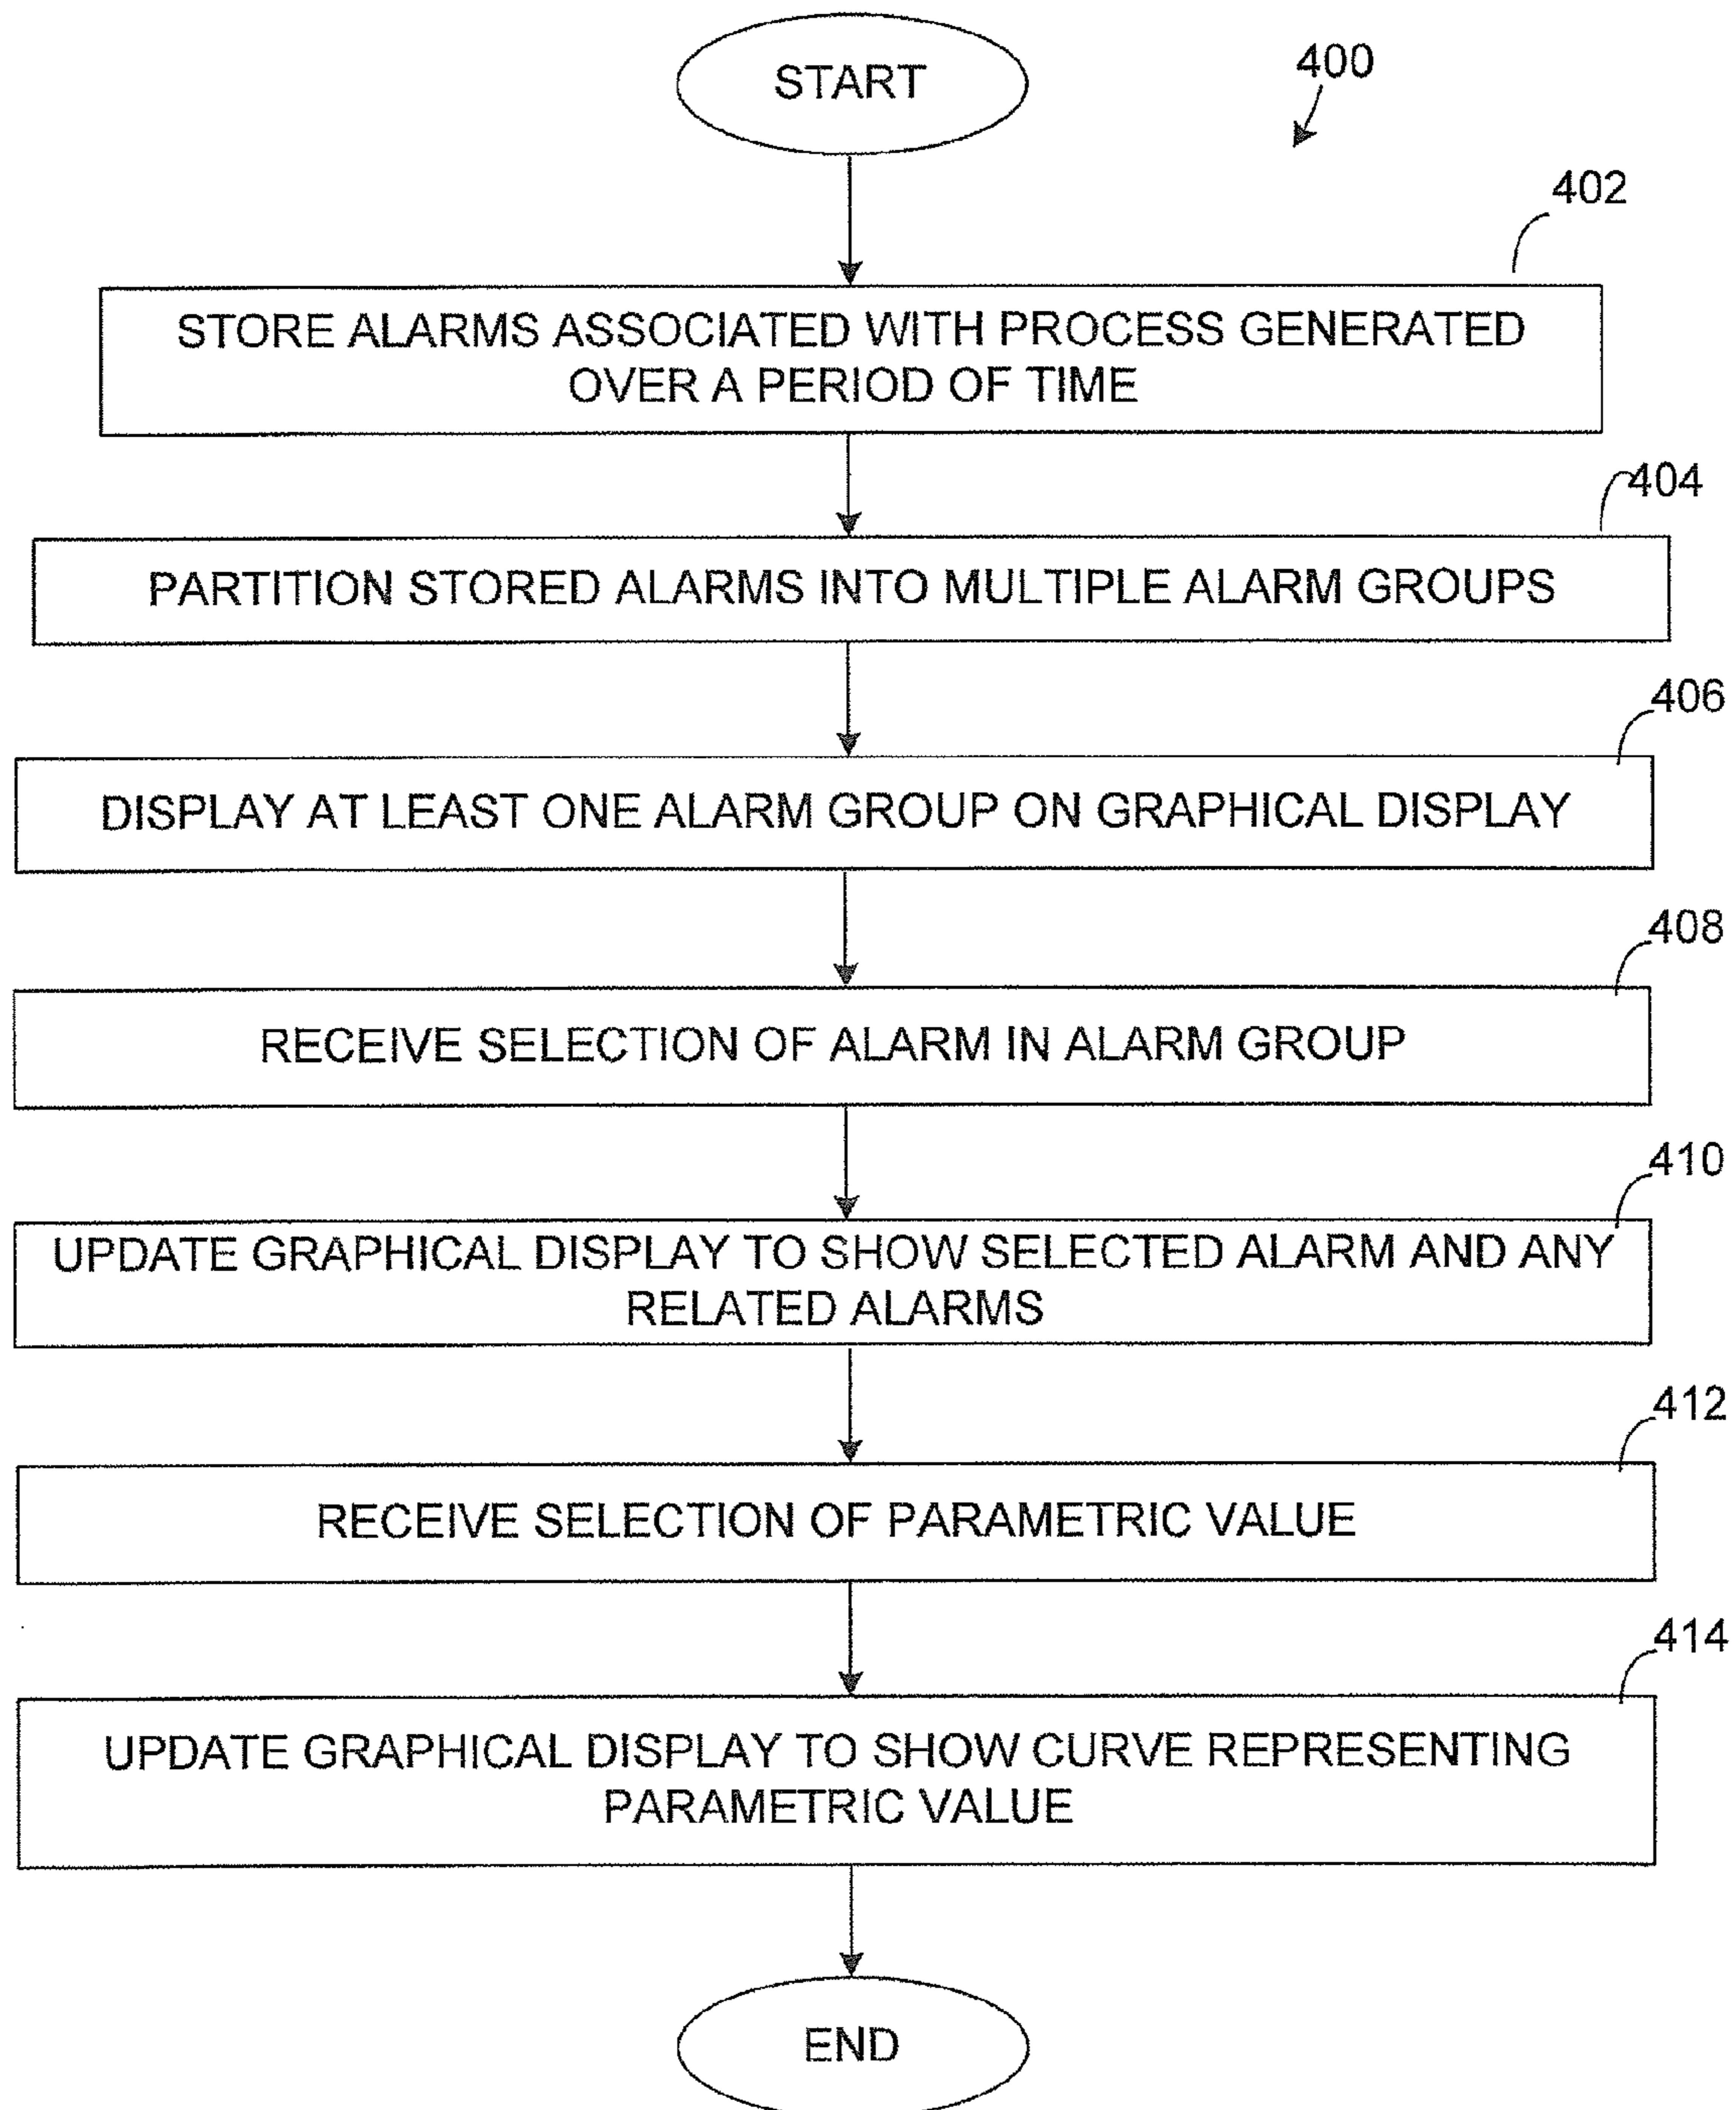 START
400
402
STORE ALARMS ASSOCIATED WITH PROCESS GENERATED
OVER A PERIOD OF TIME
404
PARTITION STORED ALARMS INTO MULTIPLE ALARM GROUPS
406
DISPLAY AT LEAST ONE ALARM GROUP ON GRAPHICAL DISPLAY
408
RECEIVE SELECTION OF ALARM IN ALARM GROUP
410
UPDATE GRAPHICAL DISPLAY TO SHOW SELECTED ALARM AND ANY
RELATED ALARMS
412
RECEIVE SELECTION OF PARAMETRIC VALUE
414
UPDATE GRAPHICAL DISPLAY TO SHOW CURVE REPRESENTING
PARAMETRIC VALUE
END